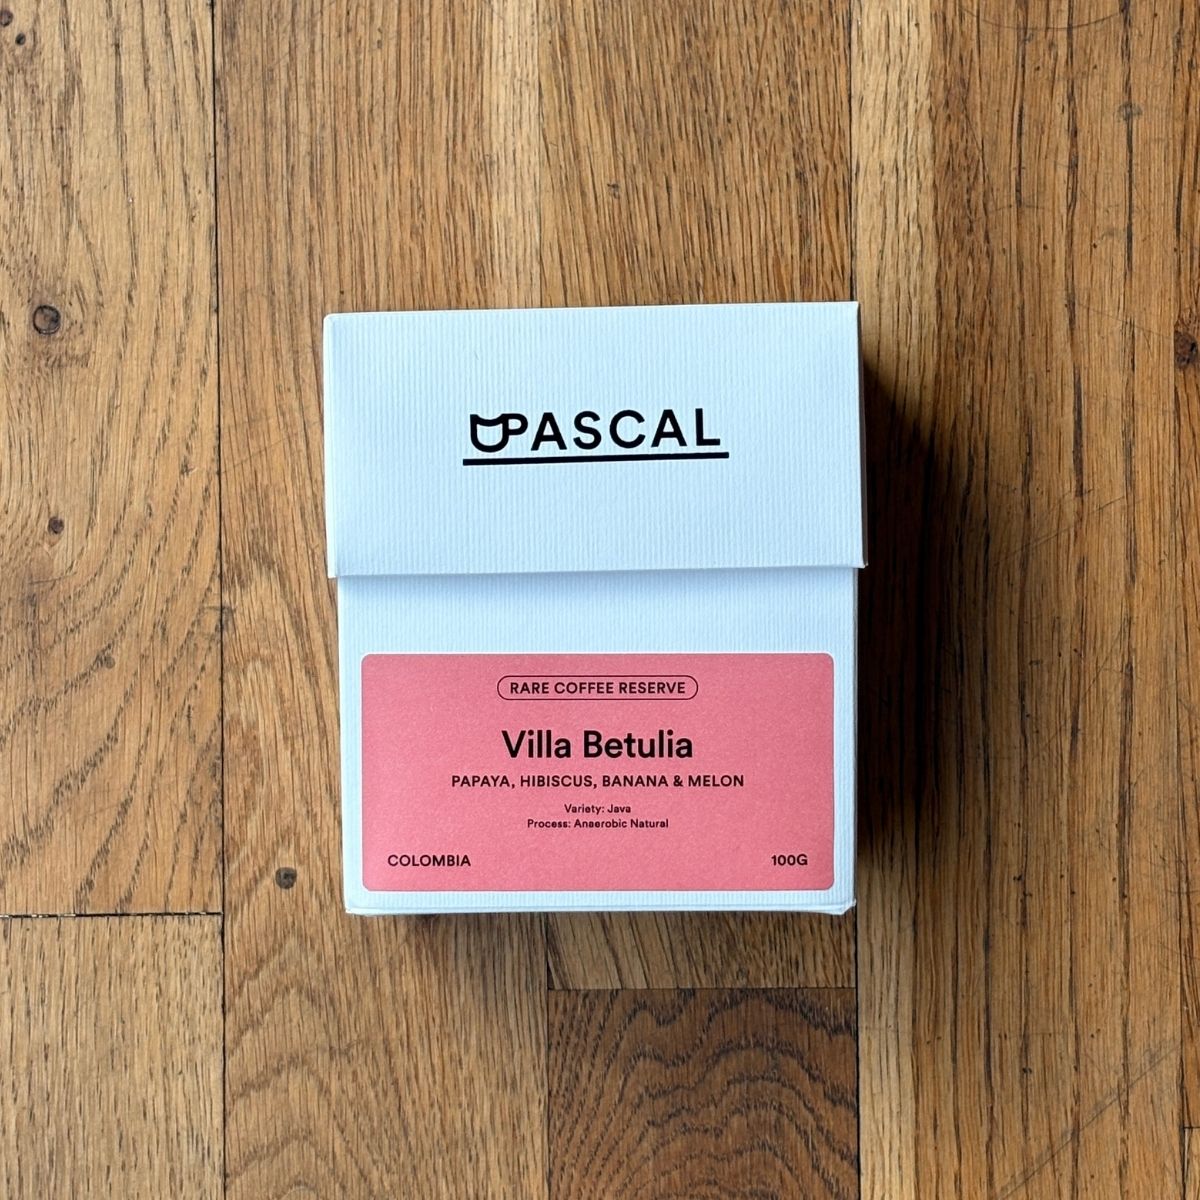 PASCAL
RARE COFFEE RESERVE
Villa Betulia
PAPAYA, HIBISCUS, BANANA & MELON
Variety: Java
Process: Anaerobic Natural
COLOMBIA
100G